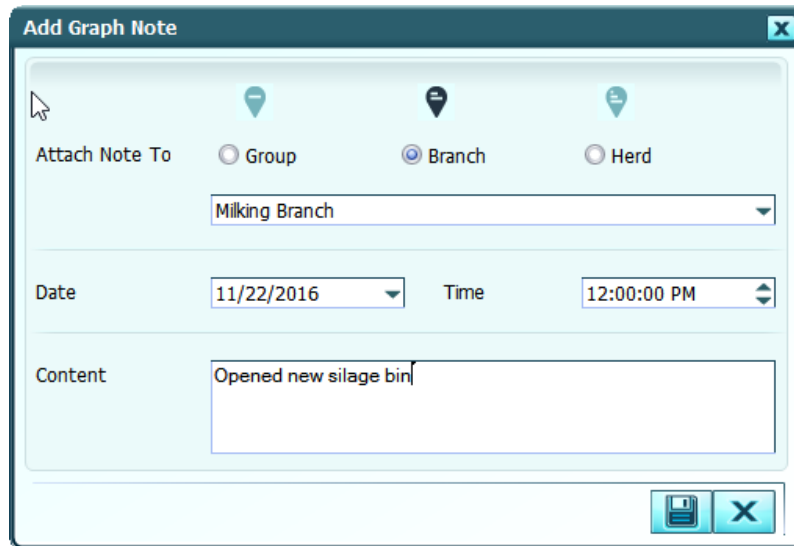 Add Graph Note
Attach Note To Group Branch Herd
Milking Branch
Date 11/22/2016 Time 12:00:00 PM
Content Opened new silage bin